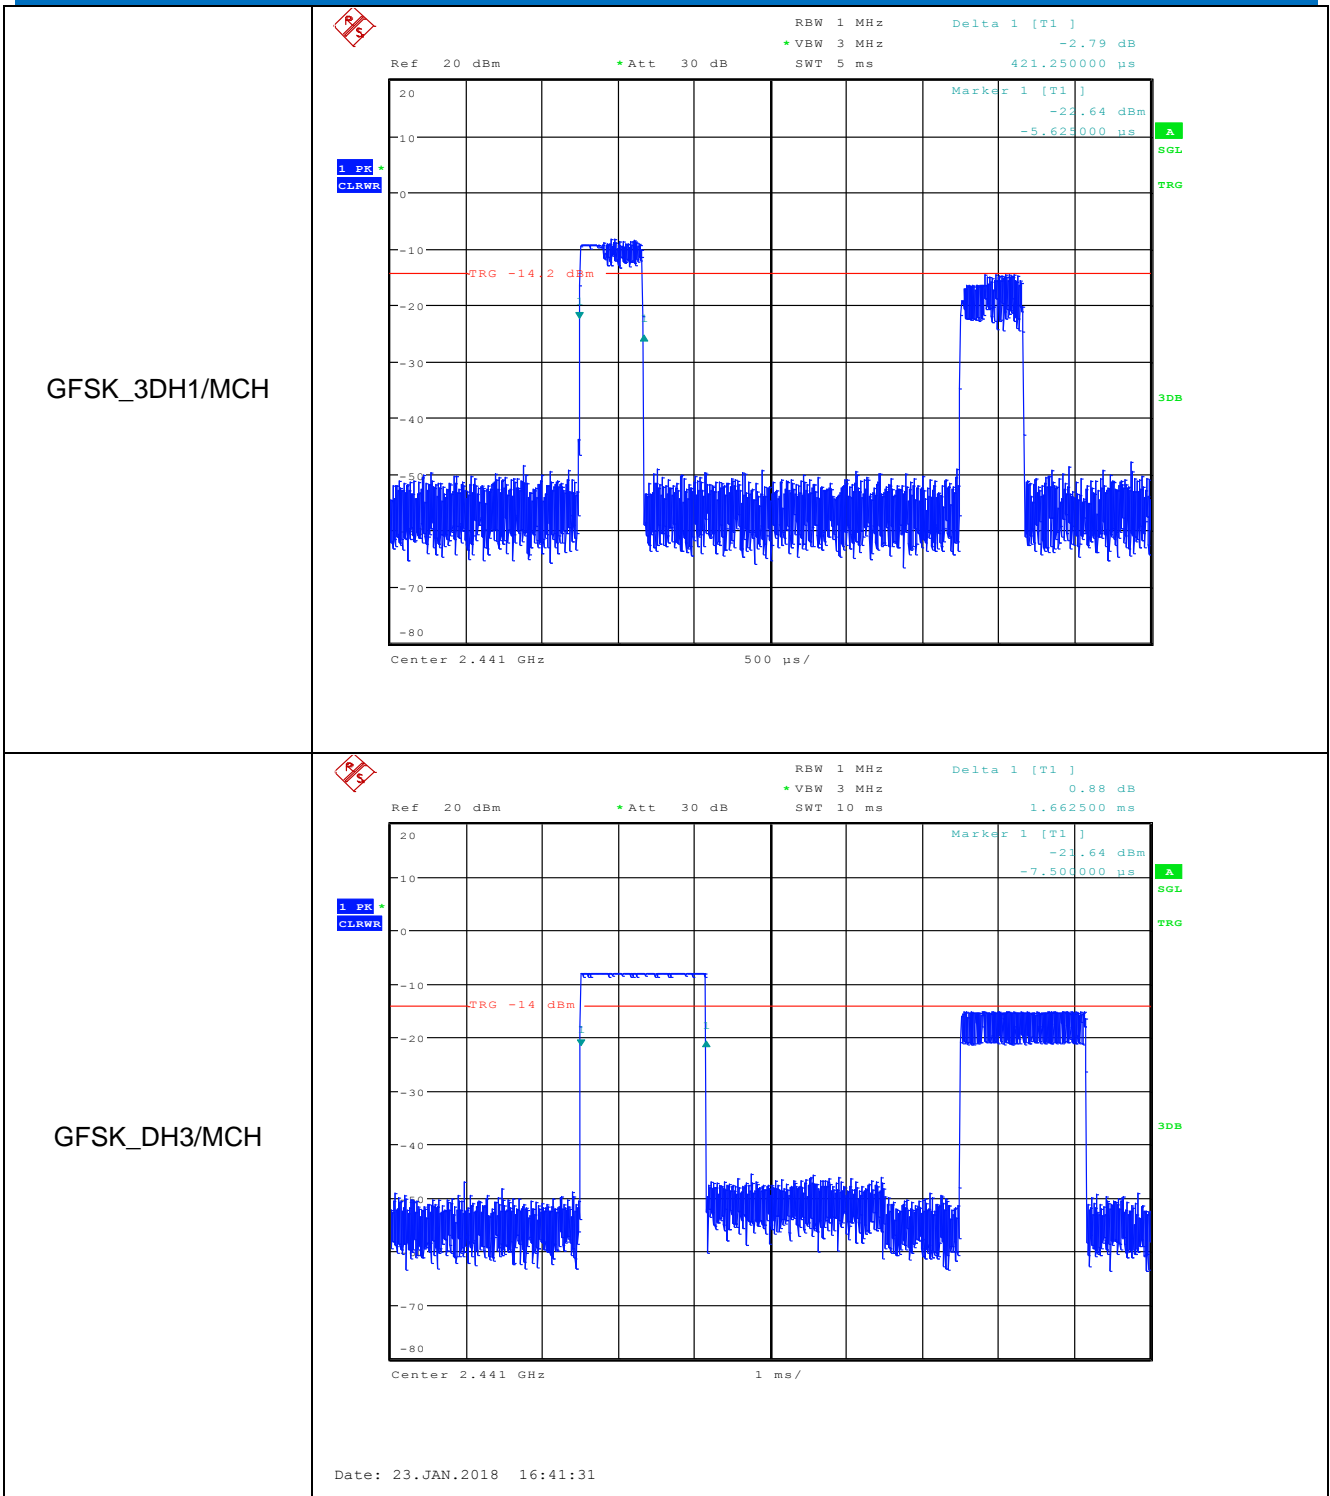 R S
RBW 1 MHz Delta 1 [T1 ]
*VBW 3 MHz -2.79 dB
Ref 20 dBm *Att 30 dB SWT 5 ms 421.250000 µs
20 Marker 1 [T1 ]
-22.64 dBm
-10 -5.625000 µs A
SGL
1 PK *
CLRWR TRG
-0
-10
TRG -14.2 dBm
-20 1 1
-30
GFSK_3DH1/MCH
3DB
-40
-50
-70
-80
Center 2.441 GHz 500 µs/
R S
RBW 1 MHz Delta 1 [T1 ]
*VBW 3 MHz 0.88 dB
Ref 20 dBm *Att 30 dB SWT 10 ms 1.662500 ms
20 Marker 1 [T1 ]
-21.64 dBm
-10 -7.500000 µs A
SGL
1 PK *
CLRWR TRG
-0
-10
TRG -14 dBm
-20 1 1
-30
GFSK_DH3/MCH
3DB
-40
-50
-70
-80
Center 2.441 GHz 1 ms/
Date: 23.JAN.2018 16:41:31